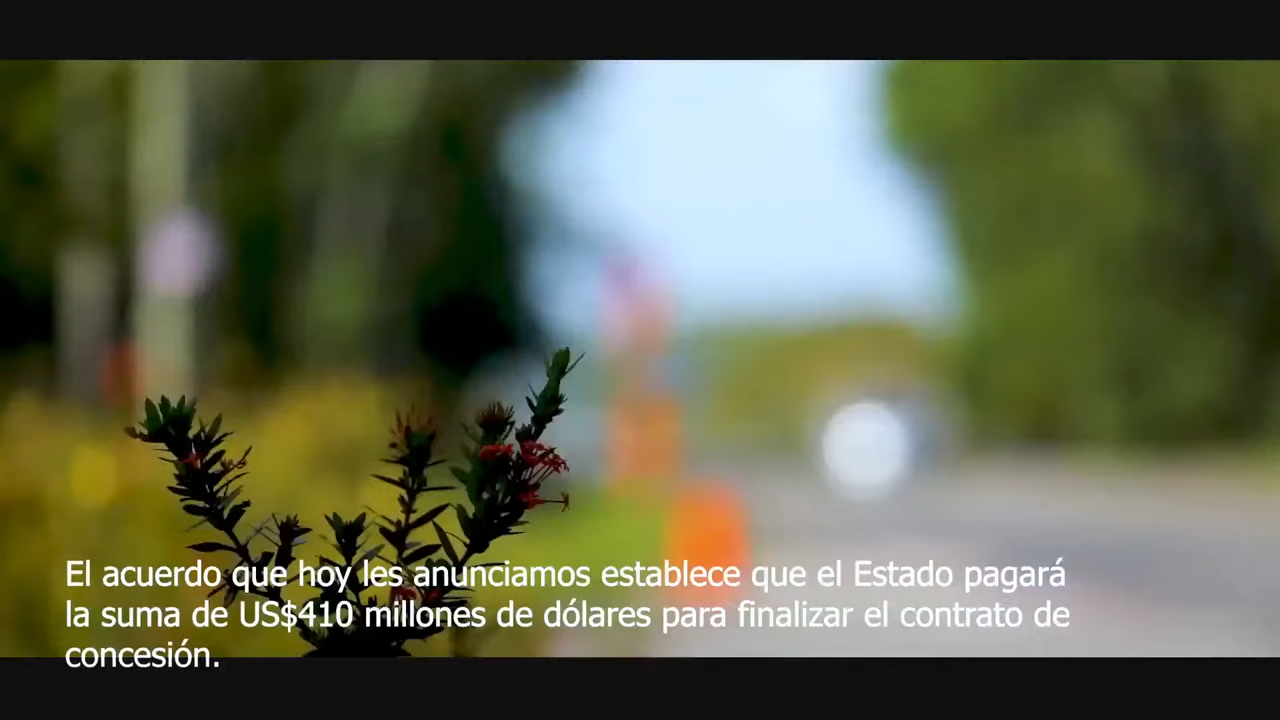 El acuerdo que hoy les anunciamos establece que el Estado pagará
la suma de US$410 millones de dólares para finalizar el contrato de
concesión.